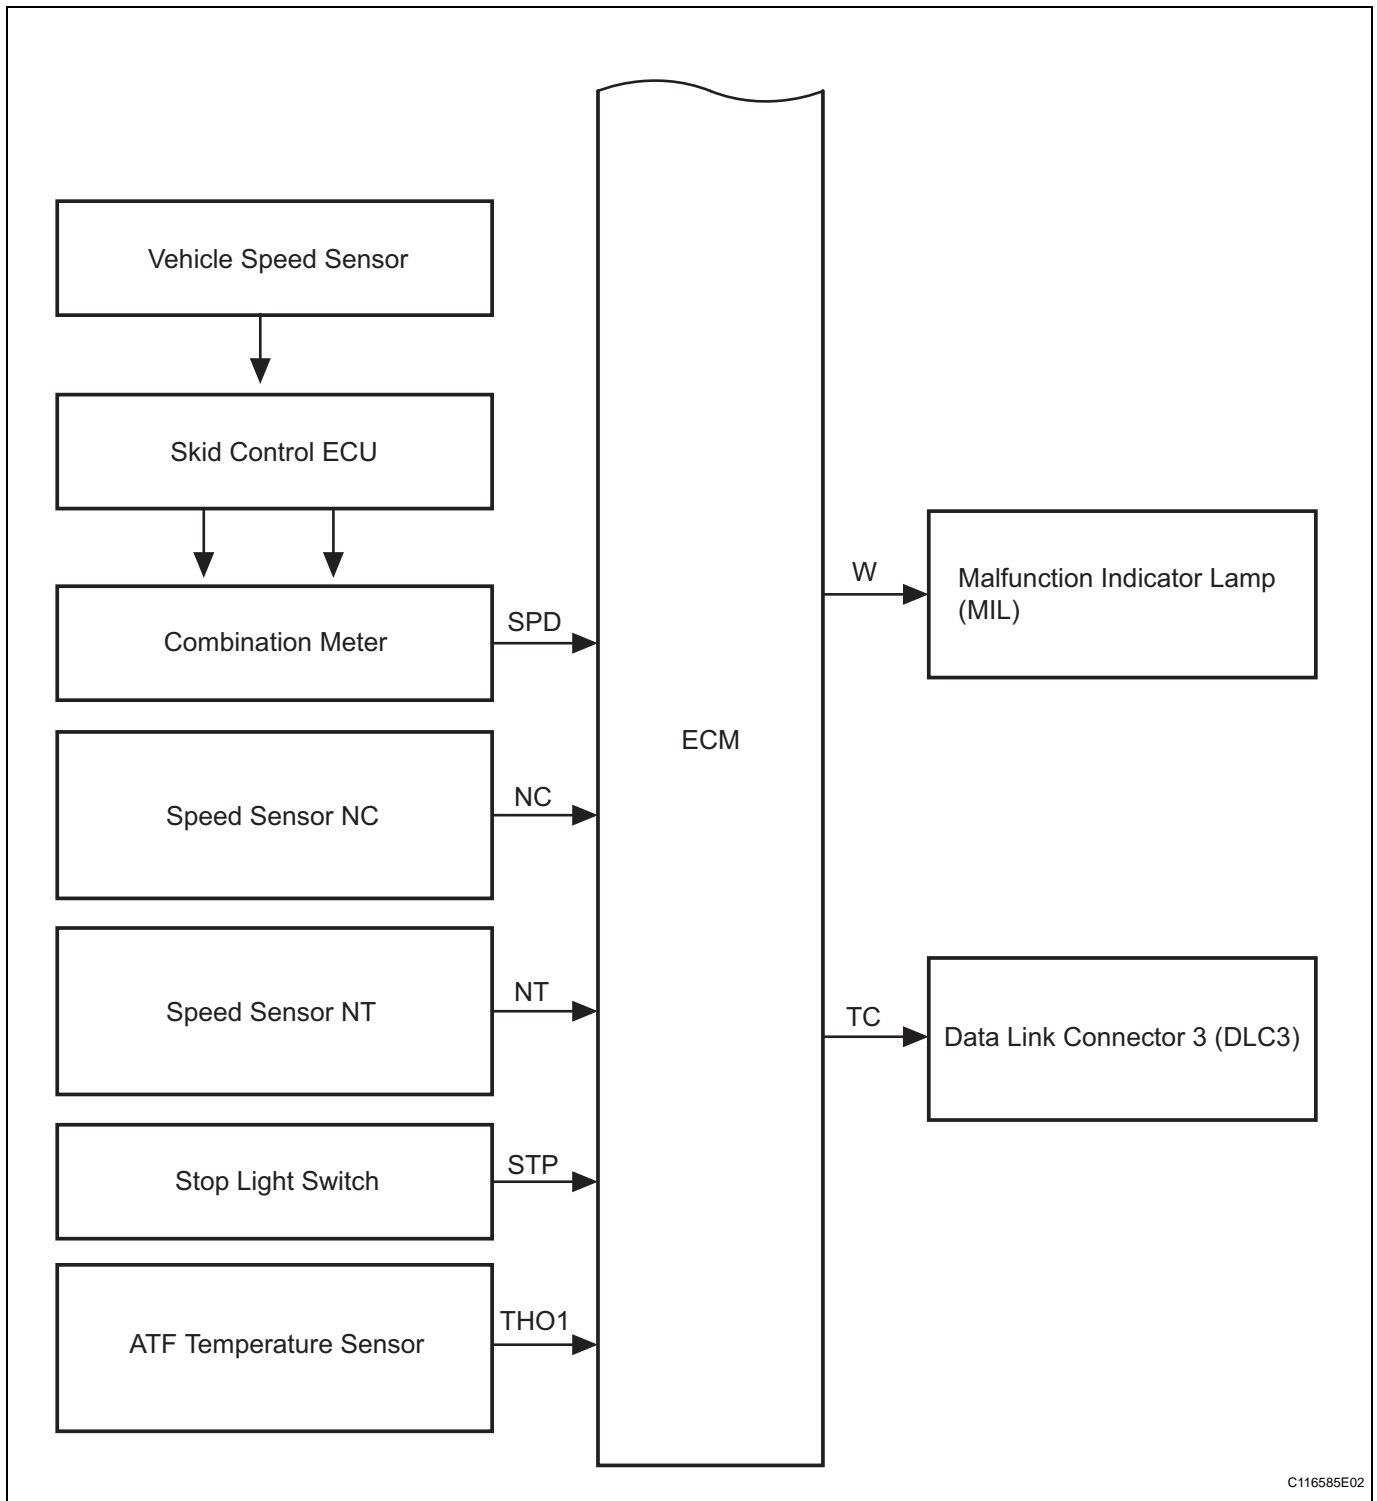 Vehicle Speed Sensor
Skid Control ECU
Combination Meter
SPD
Speed Sensor NC
NC
Speed Sensor NT
NT
Stop Light Switch
STP
ATF Temperature Sensor
THO1
ECM
W
Malfunction Indicator Lamp
(MIL)
TC
Data Link Connector 3 (DLC3)
C116585E02